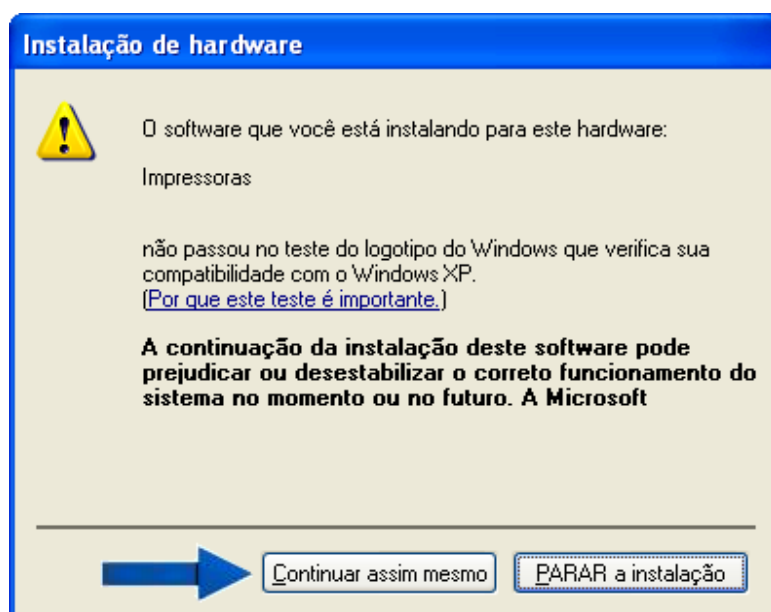 Instalação de hardware
O software que você está instalando para este hardware:
Impressoras
não passou no teste do logotipo do Windows que verifica sua
compatibilidade com o Windows XP.
(Por que este teste é importante.)
A continuação da instalação deste software pode
prejudicar ou desestabilizar o correto funcionamento do
sistema no momento ou no futuro. A Microsoft
Continuar assim mesmo
PARAR a instalação